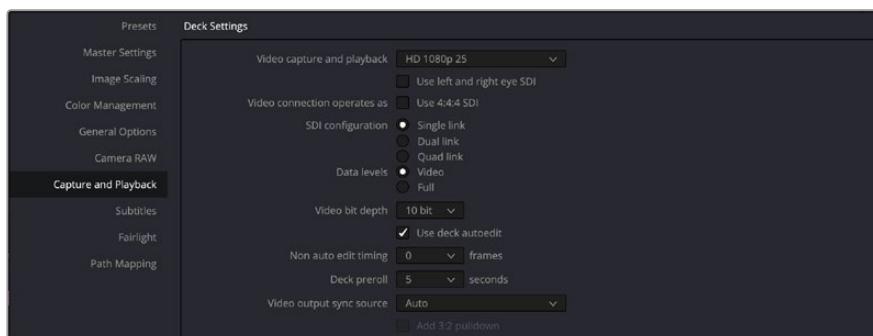 Presets
Master Settings
Image Scaling
Color Management
General Options
Camera RAW
Capture and Playback
Subtitles
Fairlight
Path Mapping
Deck Settings
Video capture and playback HD 1080p 25
Use left and right eye SDI
Video connection operates as Use 4:4:4 SDI
SDI configuration Single link
Dual link
Quad link
Data levels Video
Full
Video bit depth 10 bit
Use deck autoedit
Non auto edit timing 0 frames
Deck preroll 5 seconds
Video output sync source Auto
Add 3:2 pulldown